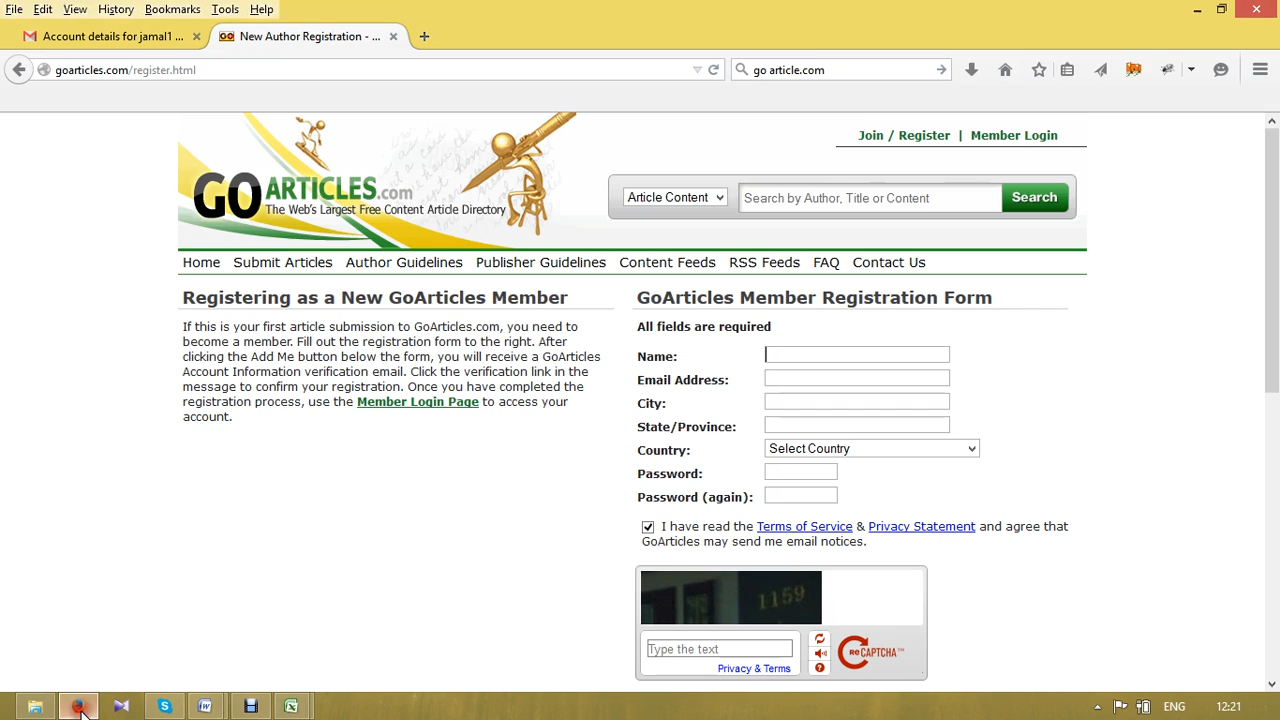 File Edit View History Bookmarks Tools Help
Account details for jamal1 ... × New Author Registration - ... × +
goarticles.com/register.html go article.com
Join / Register | Member Login
GOARTICLES.com
The Web's Largest Free Content Article Directory
Article Content Search by Author, Title or Content Search
Home Submit Articles Author Guidelines Publisher Guidelines Content Feeds RSS Feeds FAQ Contact Us
Registering as a New GoArticles Member
If this is your first article submission to GoArticles.com, you need to
become a member. Fill out the registration form to the right. After
clicking the Add Me button below the form, you will receive a GoArticles
Account Information verification email. Click the verification link in the
message to confirm your registration. Once you have completed the
registration process, use the Member Login Page to access your
account.
GoArticles Member Registration Form
All fields are required
Name:
Email Address:
City:
State/Province:
Country: Select Country
Password:
Password (again):
I have read the Terms of Service & Privacy Statement and agree that
GoArticles may send me email notices.
1159
Type the text
Privacy & Terms
reCAPTCHA™
ENG 12:21